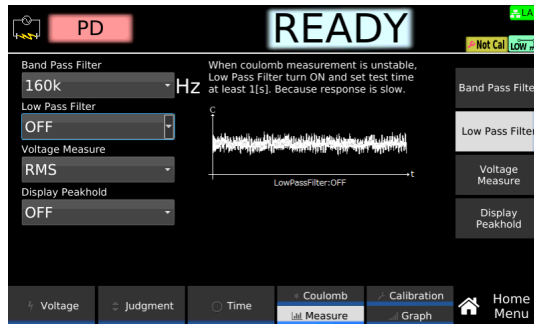 PD
READY
LA
Not Cal
LOW
Band Pass Filter
160k
Hz
Low Pass Filter
OFF
Voltage Measure
RMS
Display Peakhold
OFF
When coulomb measurement is unstable,
Low Pass Filter turn ON and set test time
at least 1[s]. Because response is slow.
C
t
LowPassFilter:OFF
Band Pass Filte
Low Pass Filter
Voltage
Measure
Display
Peakhold
Voltage
Judgment
Time
Coulomb
Measure
Calibration
Graph
Home
Menu